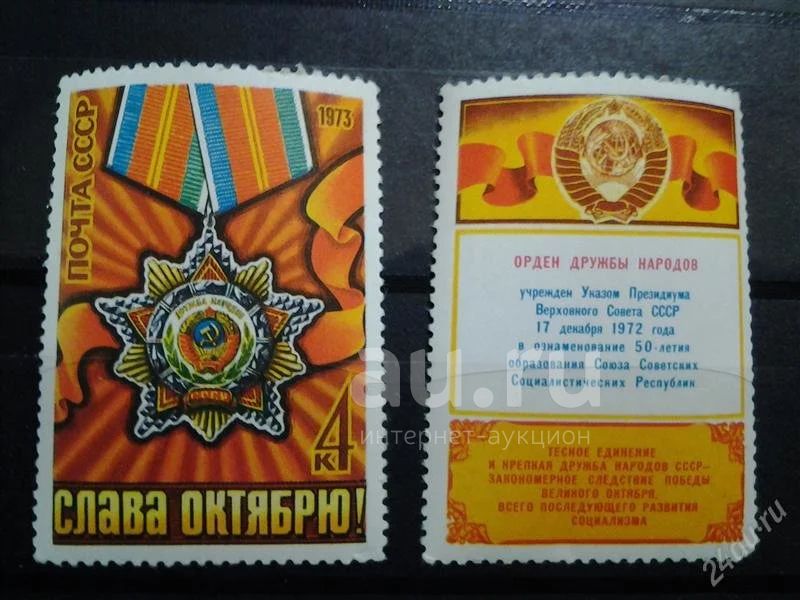 ПОЧТА СССР
1973
ДРУЖБА НАРОДОВ
СССР
4
К
СЛАВА ОКТЯБРЮ!
ОРДЕН ДРУЖБЫ НАРОДОВ
учрежден Указом Президиума
Верховного Совета СССР
17 декабря 1972 года
в ознаменование 50-летия
образования Союза Советских
Социалистических Республик
ТЕСНОЕ ЕДИНЕНИЕ
И КРЕПКАЯ ДРУЖБА НАРОДОВ СССР–
ЗАКОНОМЕРНОЕ СЛЕДСТВИЕ ПОБЕДЫ
ВЕЛИКОГО ОКТЯБРЯ,
ВСЕГО ПОСЛЕДУЮЩЕГО РАЗВИТИЯ
СОЦИАЛИЗМА
au.ru
интернет-аукцион
24au.ru